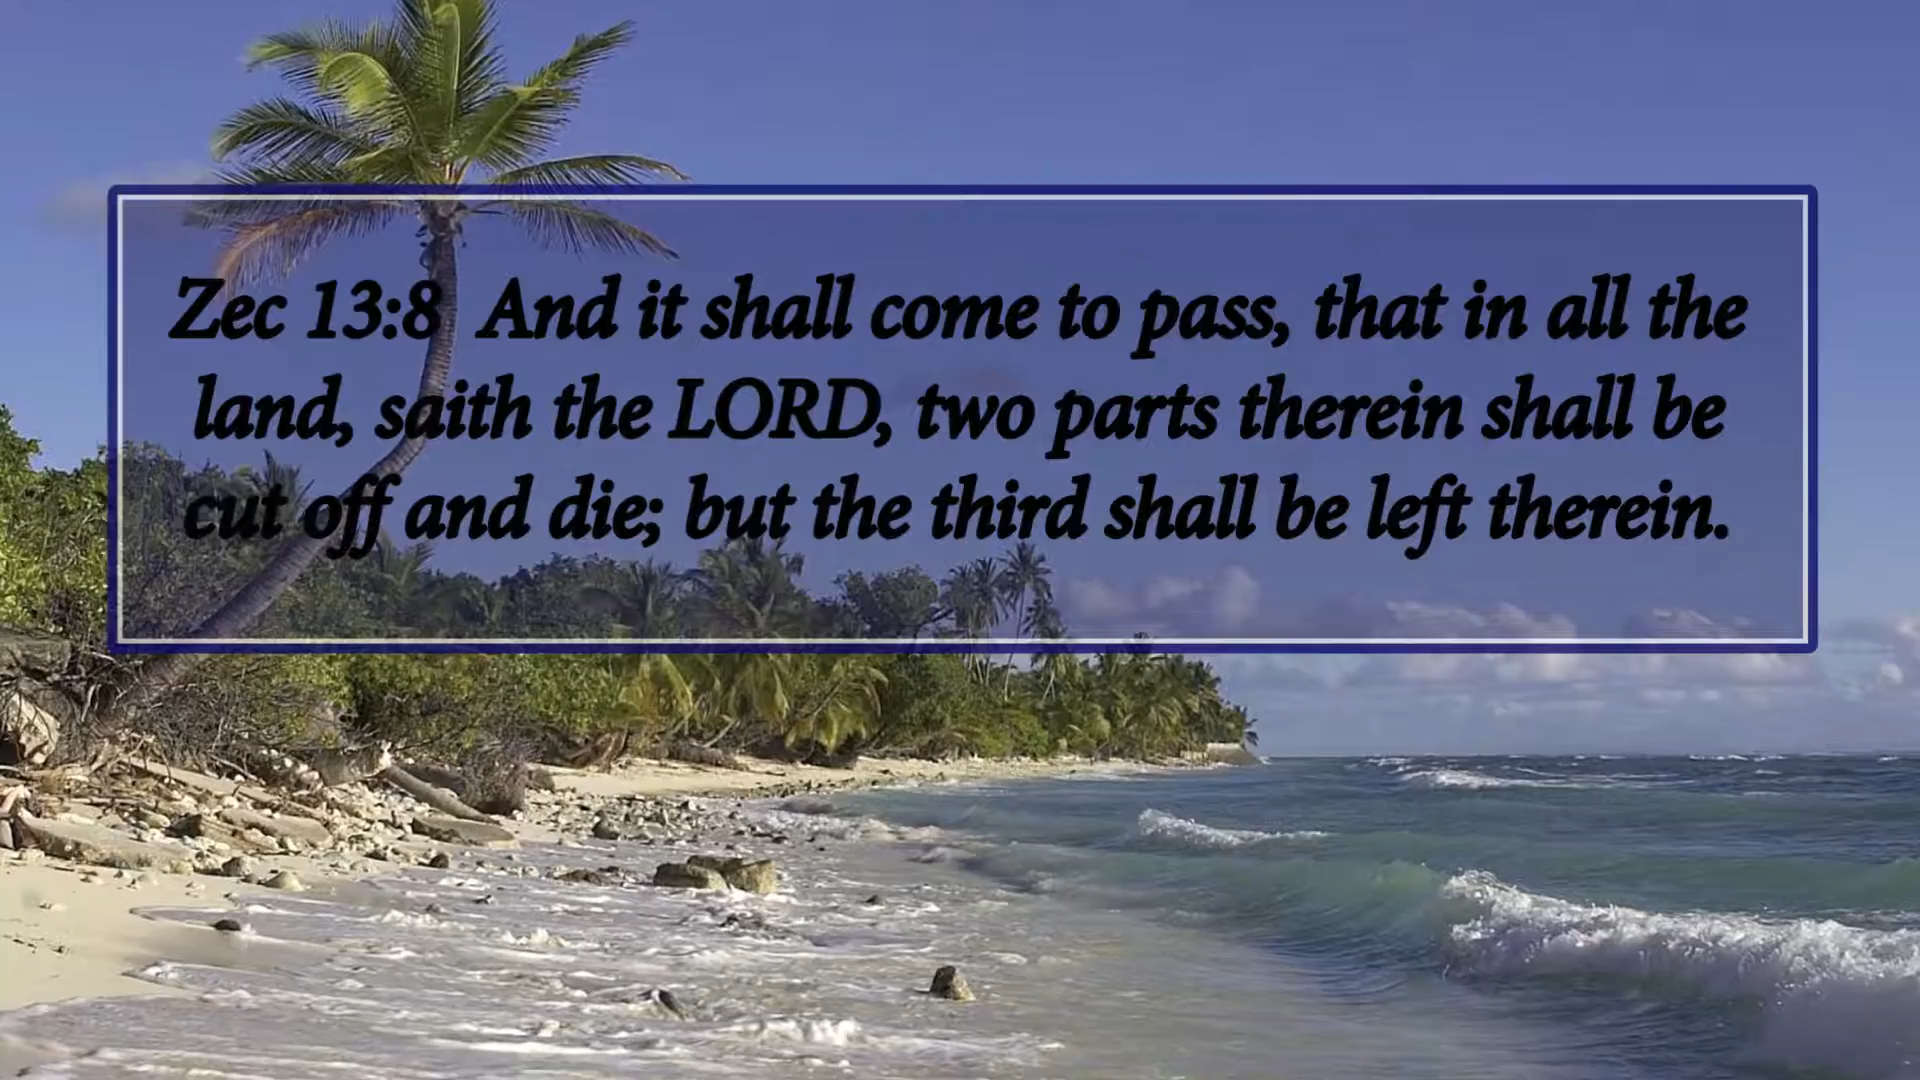 Zec 13:8 And it shall come to pass, that in all the
land, saith the LORD, two parts therein shall be
cut off and die; but the third shall be left therein.